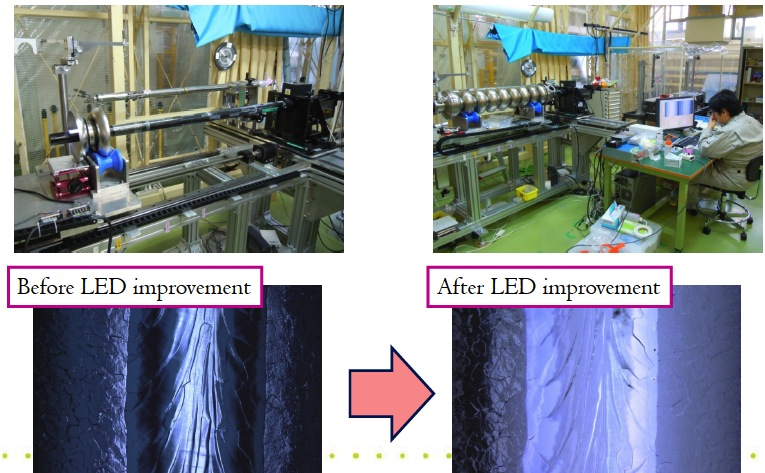 Before LED improvement
After LED improvement